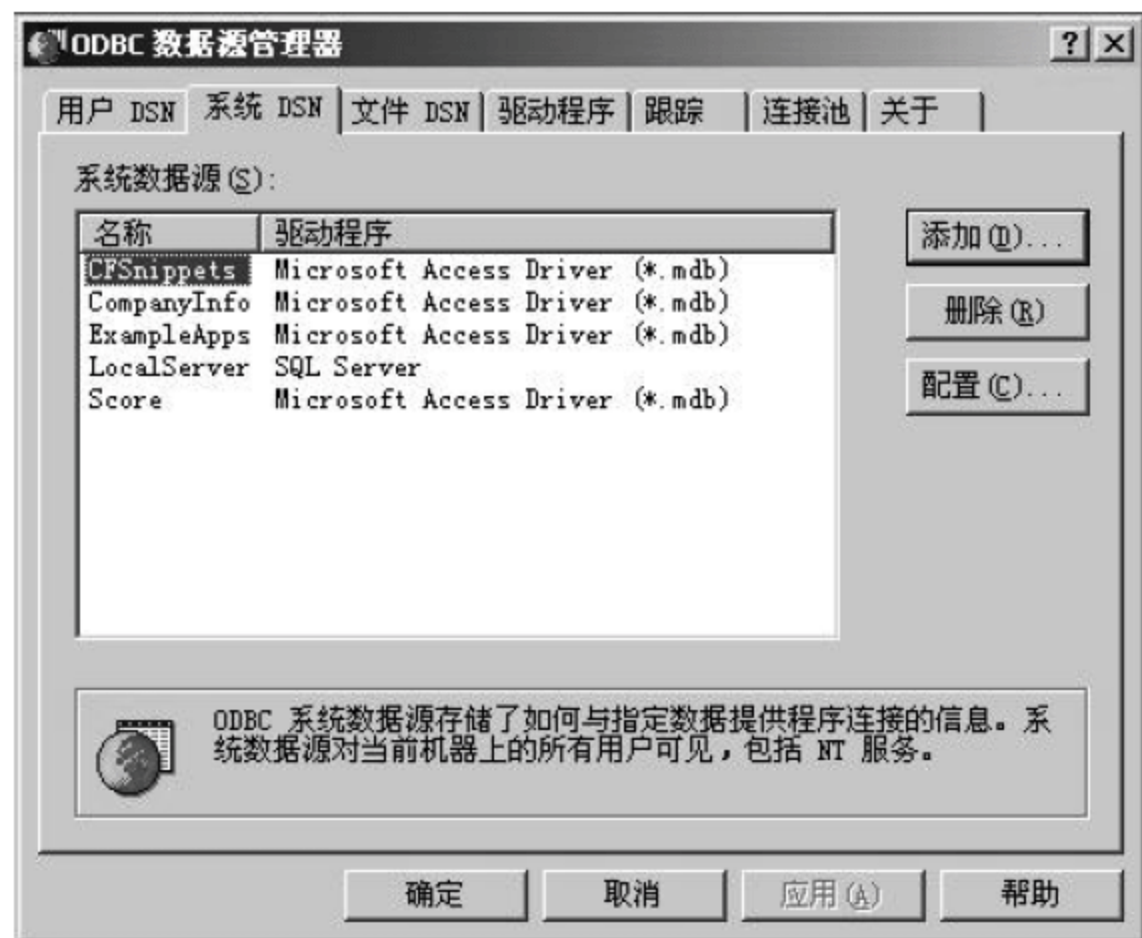 ODBC 数据源管理器
用户 DSN 系统 DSN 文件 DSN 驱动程序 跟踪 连接池 关于
系统数据源(S):
名称 驱动程序
CFSnippets Microsoft Access Driver (*.mdb)
CompanyInfo Microsoft Access Driver (*.mdb)
ExampleApps Microsoft Access Driver (*.mdb)
LocalServer SQL Server
Score Microsoft Access Driver (*.mdb)
添加(D)...
删除(R)
配置(C)...
ODBC 系统数据源存储了如何与指定数据提供程序连接的信息。系
统数据源对当前机器上的所有用户可见，包括 NT 服务。
确定 取消 应用(A) 帮助